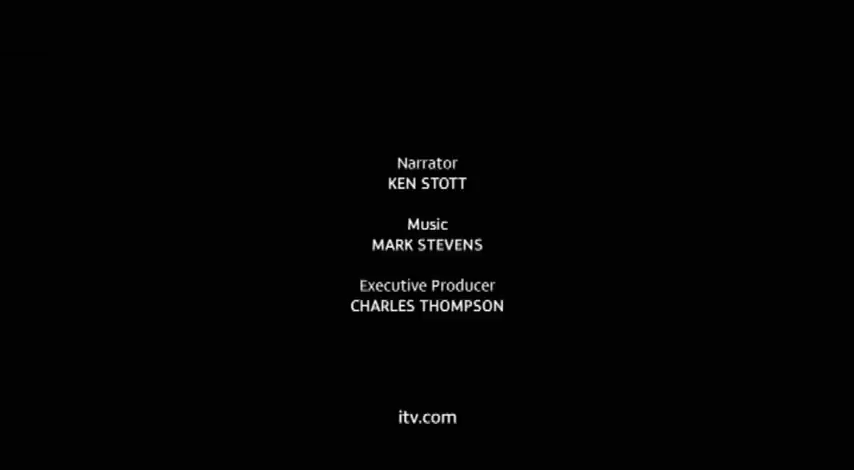 Narrator
KEN STOTT
Music
MARK STEVENS
Executive Producer
CHARLES THOMPSON
itv.com